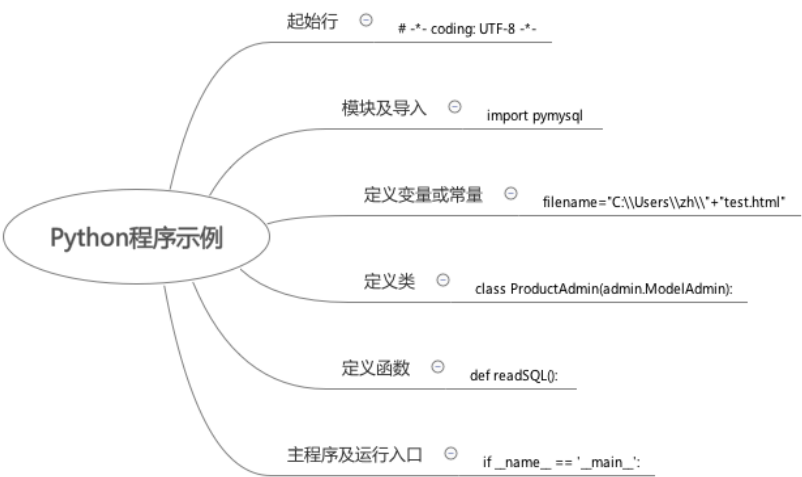 起始行
# -*- coding: UTF-8 -*-
模块及导入
import pymysql
定义变量或常量
filename="C:\\Users\\zh\\"+"test.html"
Python程序示例
定义类
class ProductAdmin(admin.ModelAdmin):
定义函数
def readSQL():
主程序及运行入口
if __name__ == '__main__':